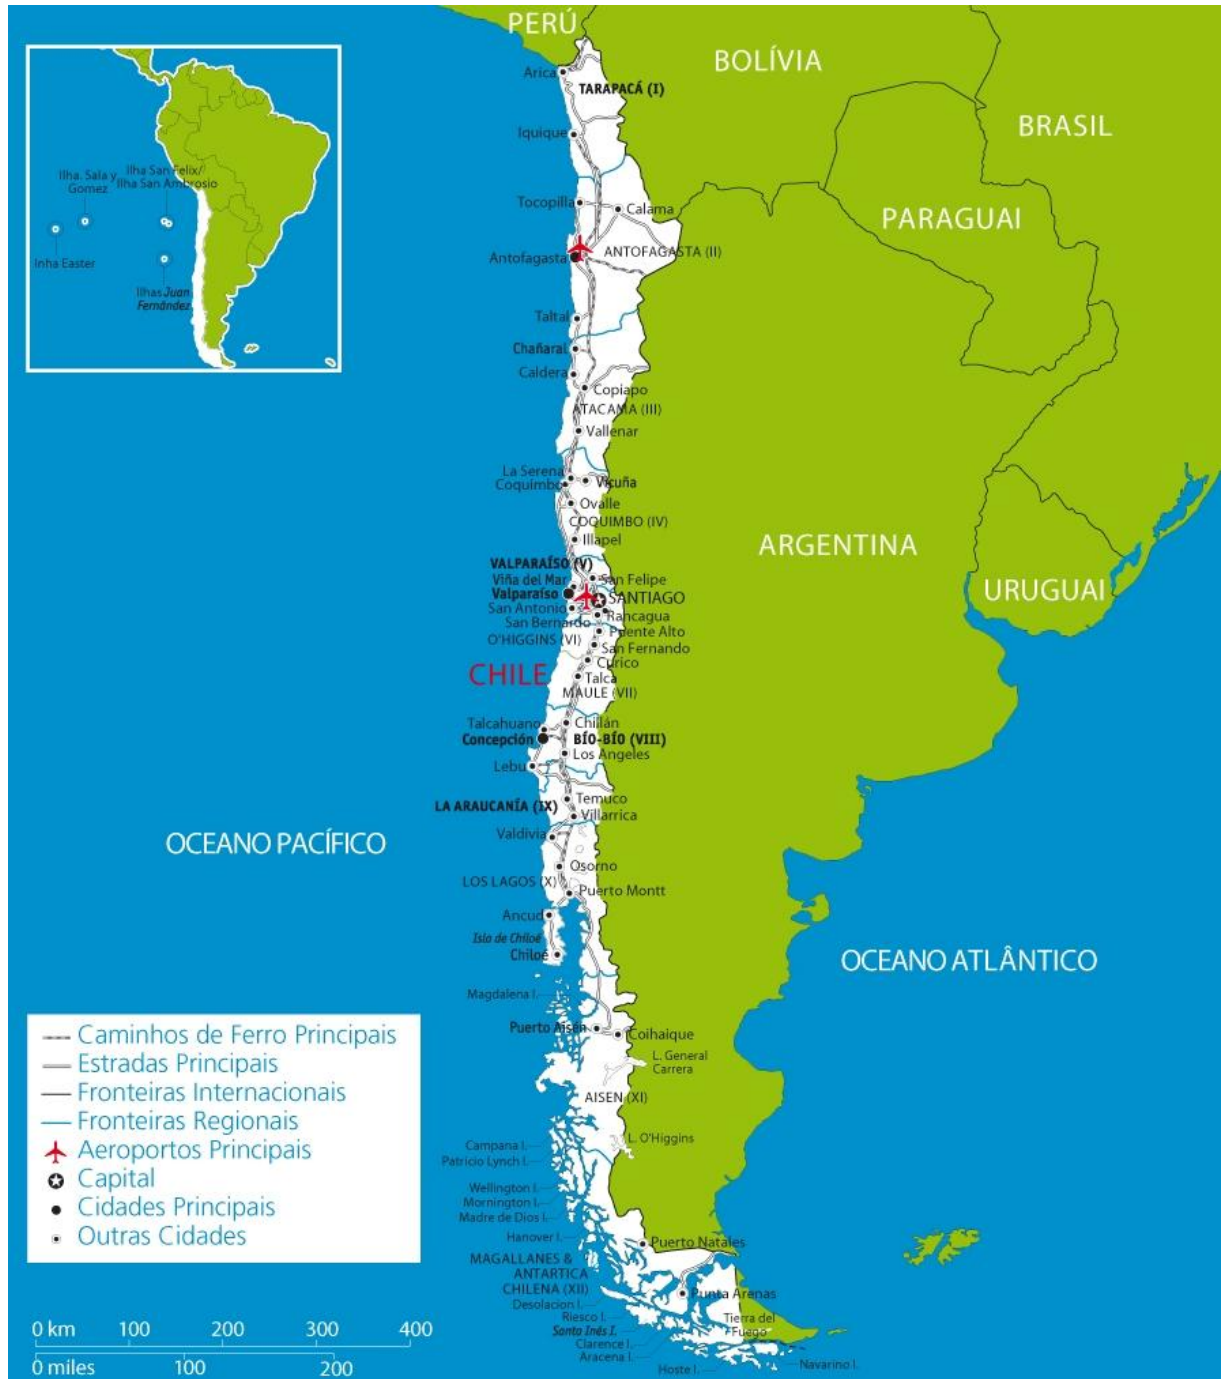 PERÚ
BOLÍVIA
BRASIL
PARAGUAI
ARGENTINA
URUGUAI
CHILE
OCEANO PACÍFICO
OCEANO ATLÂNTICO
Ilha. Sala y
Gomez
Ilha San Felix/
Ilha San Ambrosio
Inha Easter
Ilhas Juan
Fernández
Arica
TARAPACÁ (I)
Iquique
Tocopilla
Calama
ANTOFAGASTA (II)
Antofagasta
Taltal
Chañaral
Caldera
Copiapo
ATACAMA (III)
Vallenar
La Serena
Coquimbo
Vicuña
Ovalle
COQUIMBO (IV)
Illapel
VALPARAÍSO (V)
Viña del Mar
San Felipe
Valparaíso
SANTIAGO
San Antonio
Rancagua
San Bernardo
Puente Alto
O'HIGGINS (VI)
San Fernando
Curico
Talca
MAULE (VII)
Talcahuano
Chillán
Concepción
BÍO-BÍO (VIII)
Los Angeles
Lebu
Temuco
LA ARAUCANÍA (IX)
Villarrica
Valdivia
Osorno
LOS LAGOS (X)
Puerto Montt
Ancud
Isla de Chiloé
Chiloé
Magdalena I.
Puerto Aisén
Coihaique
L. General
Carrera
AISEN (XI)
L. O'Higgins
Campana I.
Patricio Lynch I.
Wellington I.
Mornington I.
Madre de Dios I.
Hanover I.
Puerto Natales
MAGALLANES &
ANTARTICA
CHILENA (XII)
Punta Arenas
Desolacion I.
Riesco I.
Santa Inés I.
Clarence I.
Aracena I.
Tierra del
Fuego
Hoste I.
Navarino I.
Caminhos de Ferro Principais
Estradas Principais
Fronteiras Internacionais
Fronteiras Regionais
Aeroportos Principais
Capital
Cidades Principais
Outras Cidades
0 km 100 200 300 400
0 miles 100 200